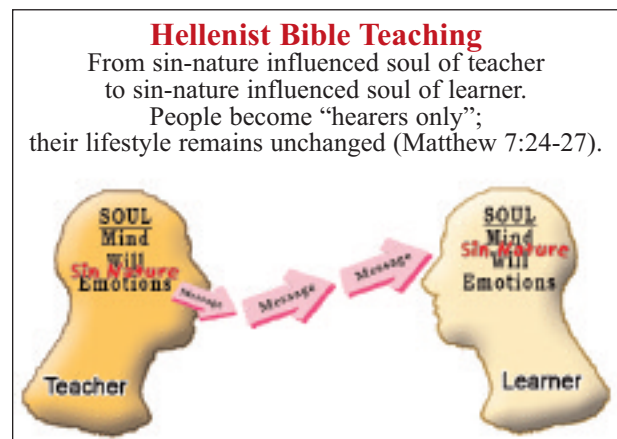 Hellenist Bible Teaching
From sin-nature influenced soul of teacher
to sin-nature influenced soul of learner.
People become “hearers only”;
their lifestyle remains unchanged (Matthew 7:24-27).
SOUL
Mind
Will
Sin Nature
Emotions
Message
Message
Message
Teacher
SOUL
Mind
Sin Nature
Will
Emotions
Learner